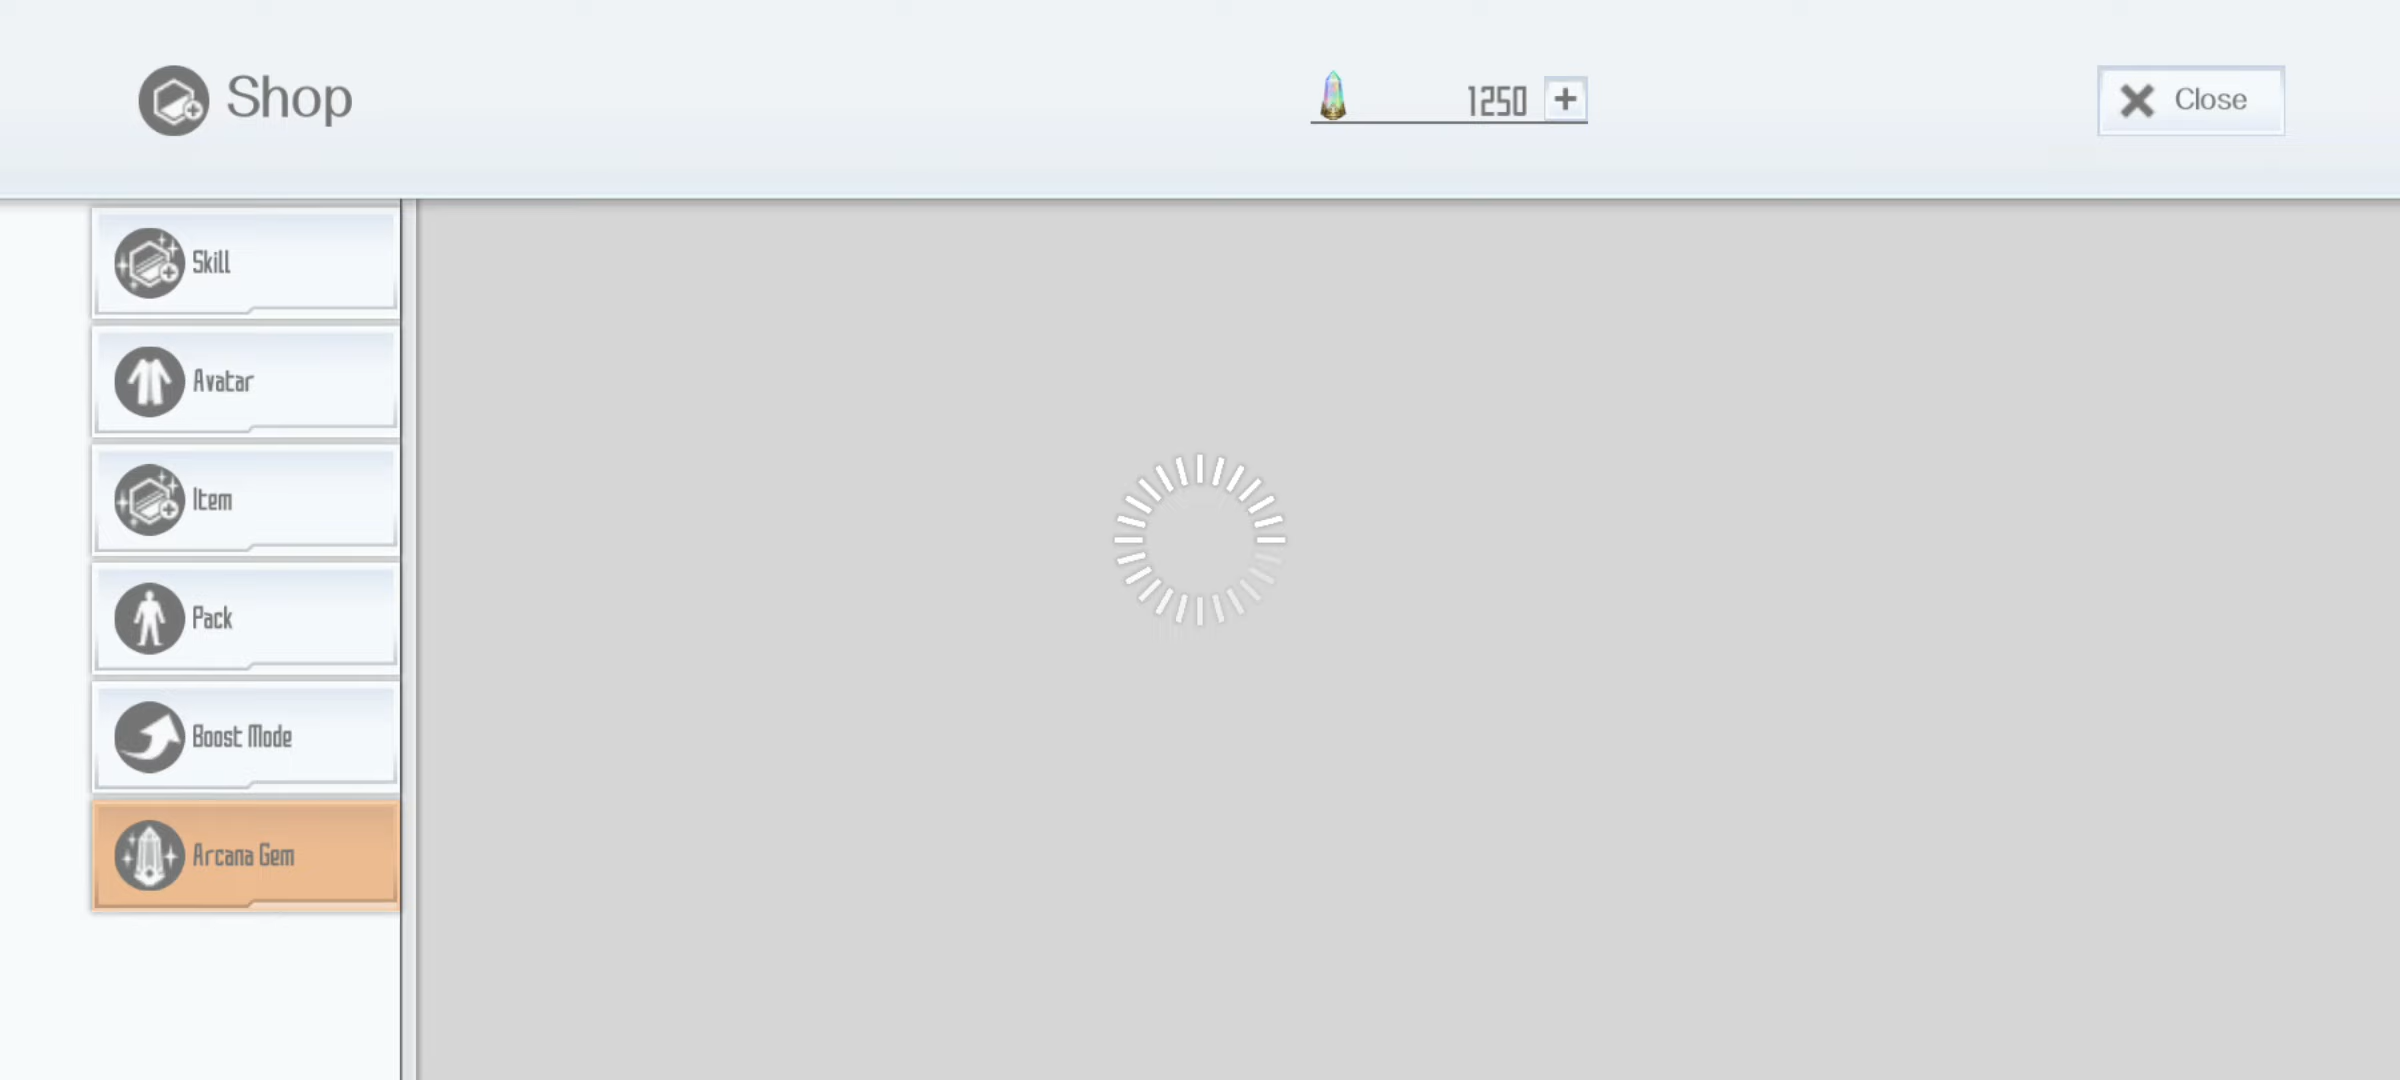 Shop
1250
Close
Skill
Avatar
Item
Pack
Boost Mode
Arcana Gem